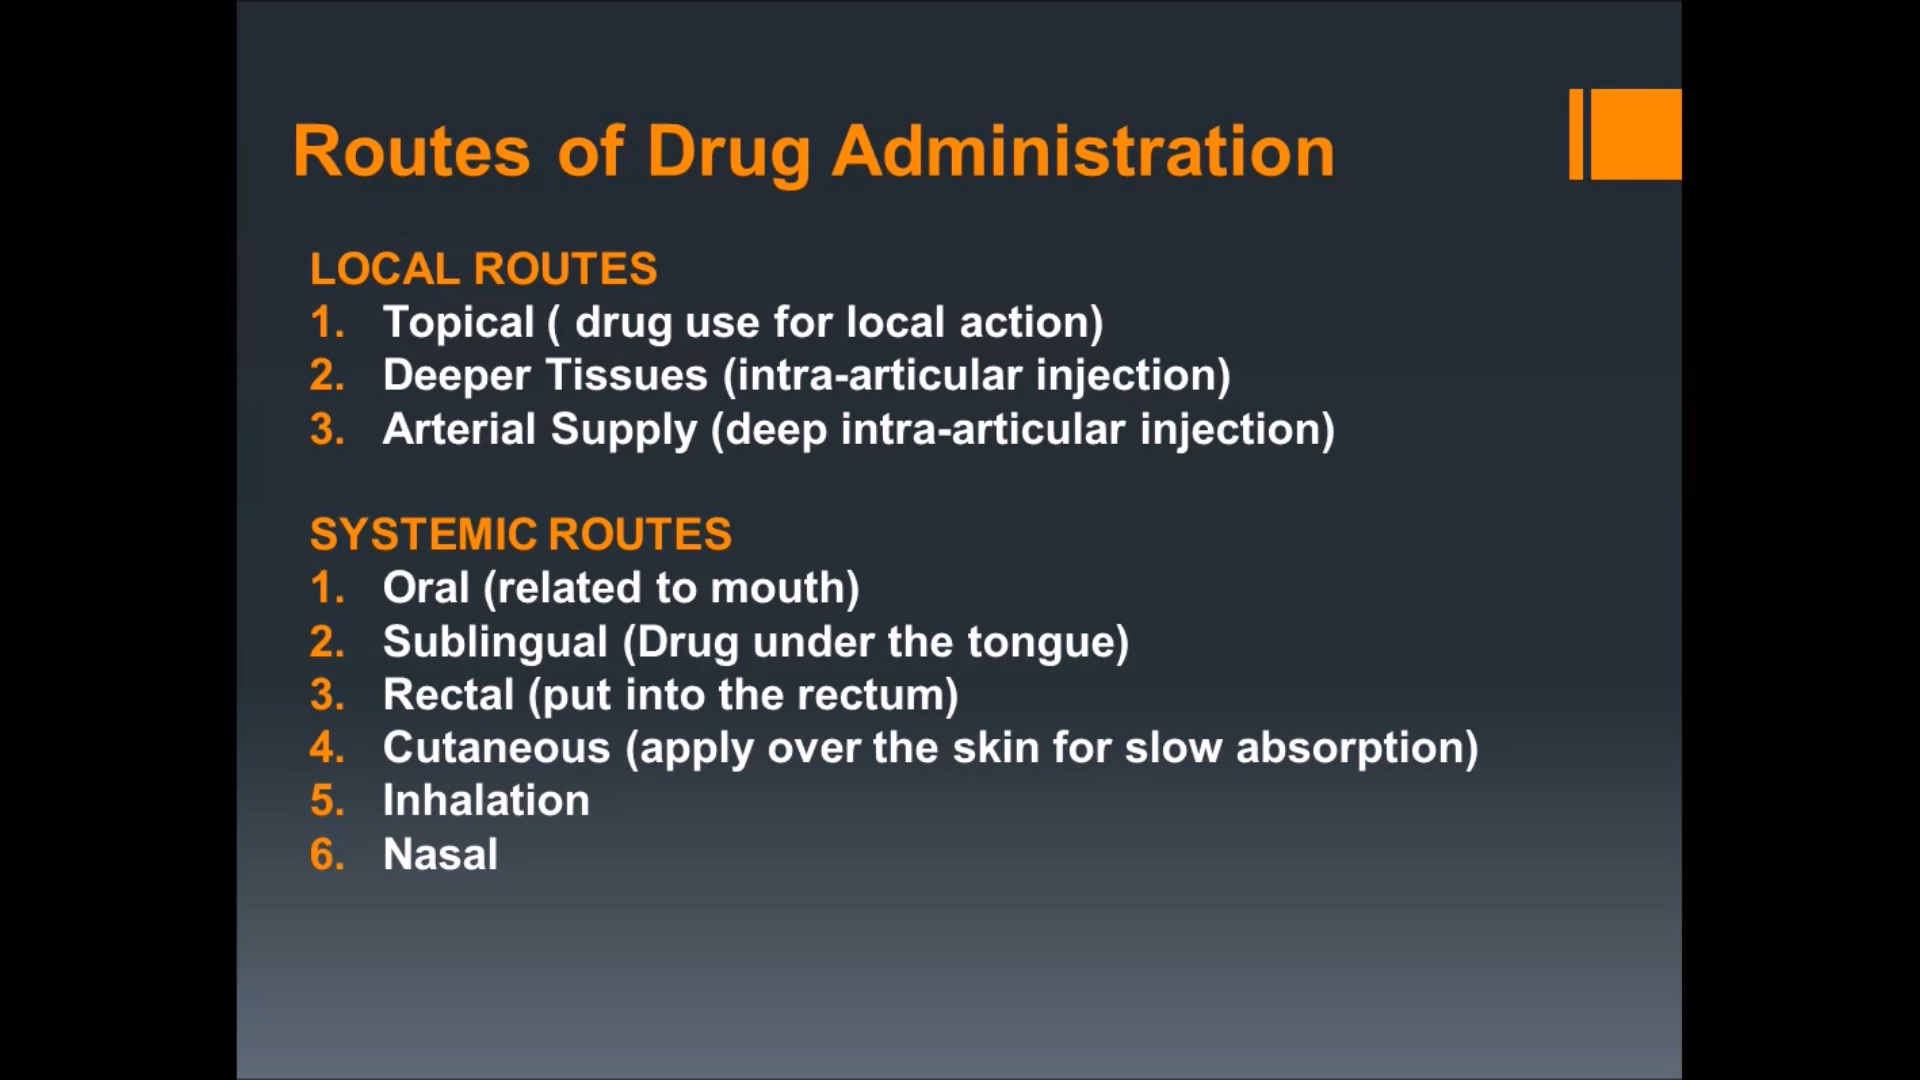 Routes of Drug Administration
LOCAL ROUTES
1. Topical ( drug use for local action)
2. Deeper Tissues (intra-articular injection)
3. Arterial Supply (deep intra-articular injection)
SYSTEMIC ROUTES
1. Oral (related to mouth)
2. Sublingual (Drug under the tongue)
3. Rectal (put into the rectum)
4. Cutaneous (apply over the skin for slow absorption)
5. Inhalation
6. Nasal